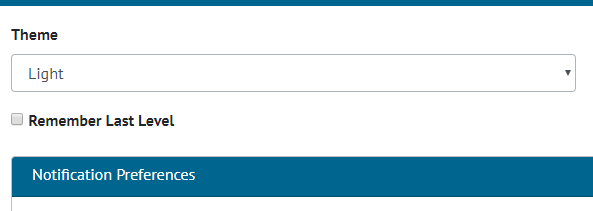 Theme
Light
Remember Last Level
Notification Preferences